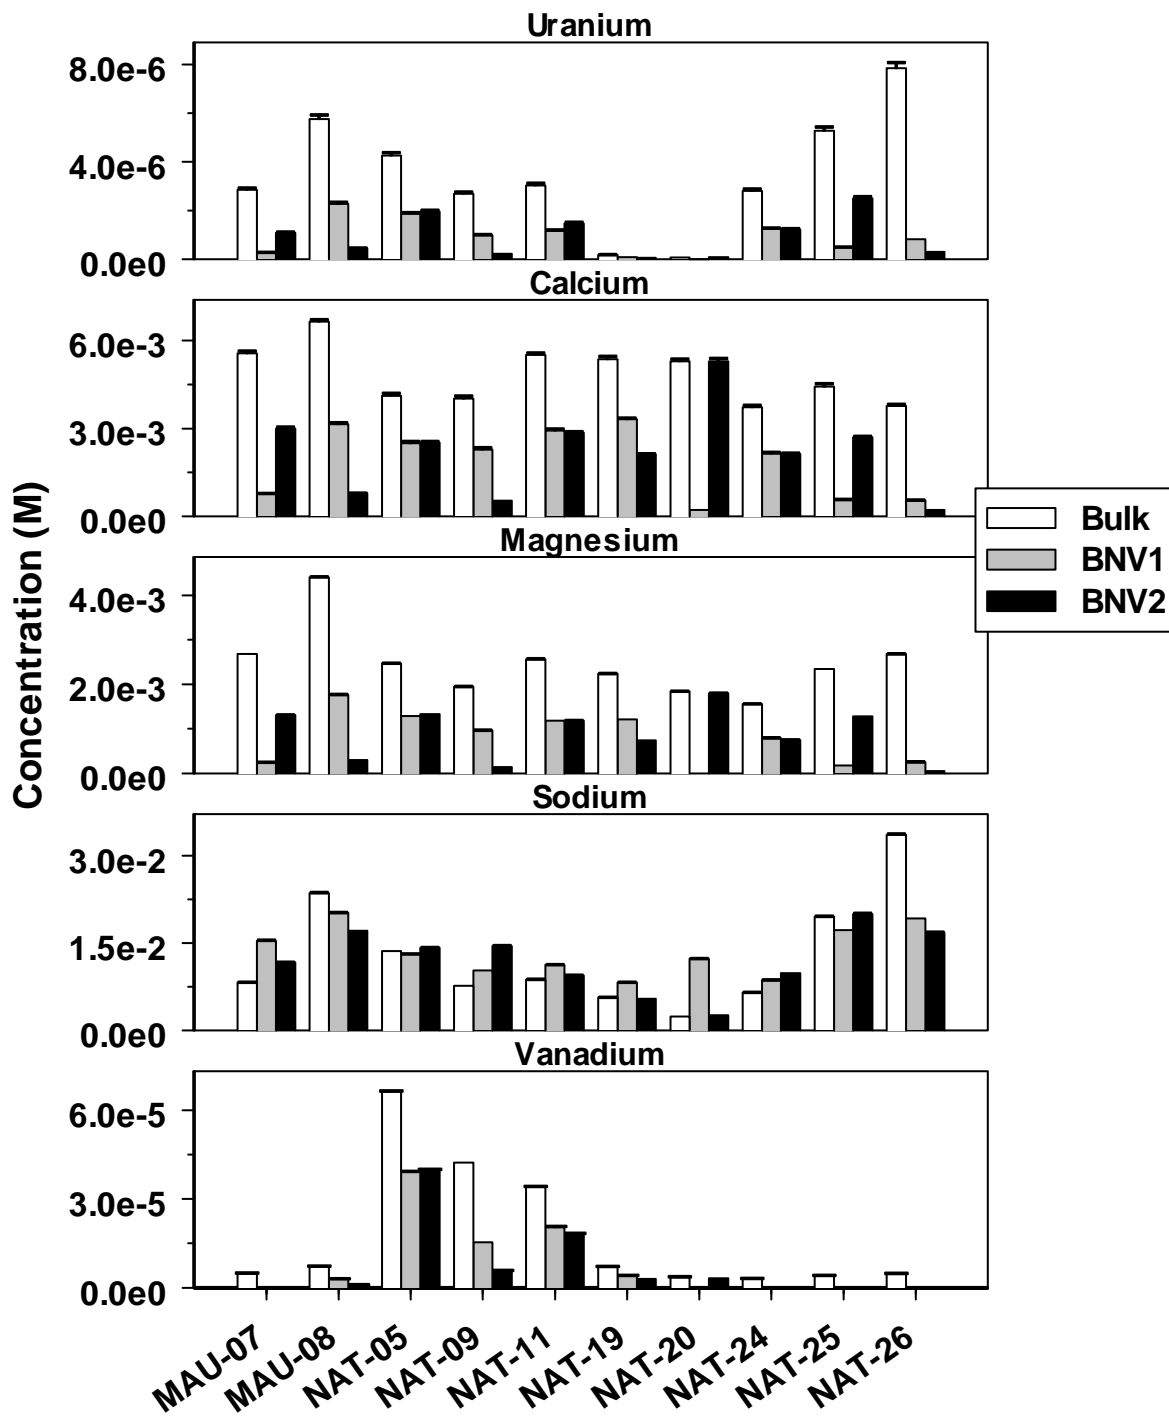 Uranium
8.0e-6
4.0e-6
0.0e0
Calcium
6.0e-3
3.0e-3
0.0e0
Magnesium
4.0e-3
2.0e-3
0.0e0
Sodium
3.0e-2
1.5e-2
0.0e0
Vanadium
6.0e-5
3.0e-5
0.0e0
Concentration (M)
Bulk
BNV1
BNV2
MAU-07
MAU-08
NAT-05
NAT-09
NAT-11
NAT-19
NAT-20
NAT-24
NAT-25
NAT-26